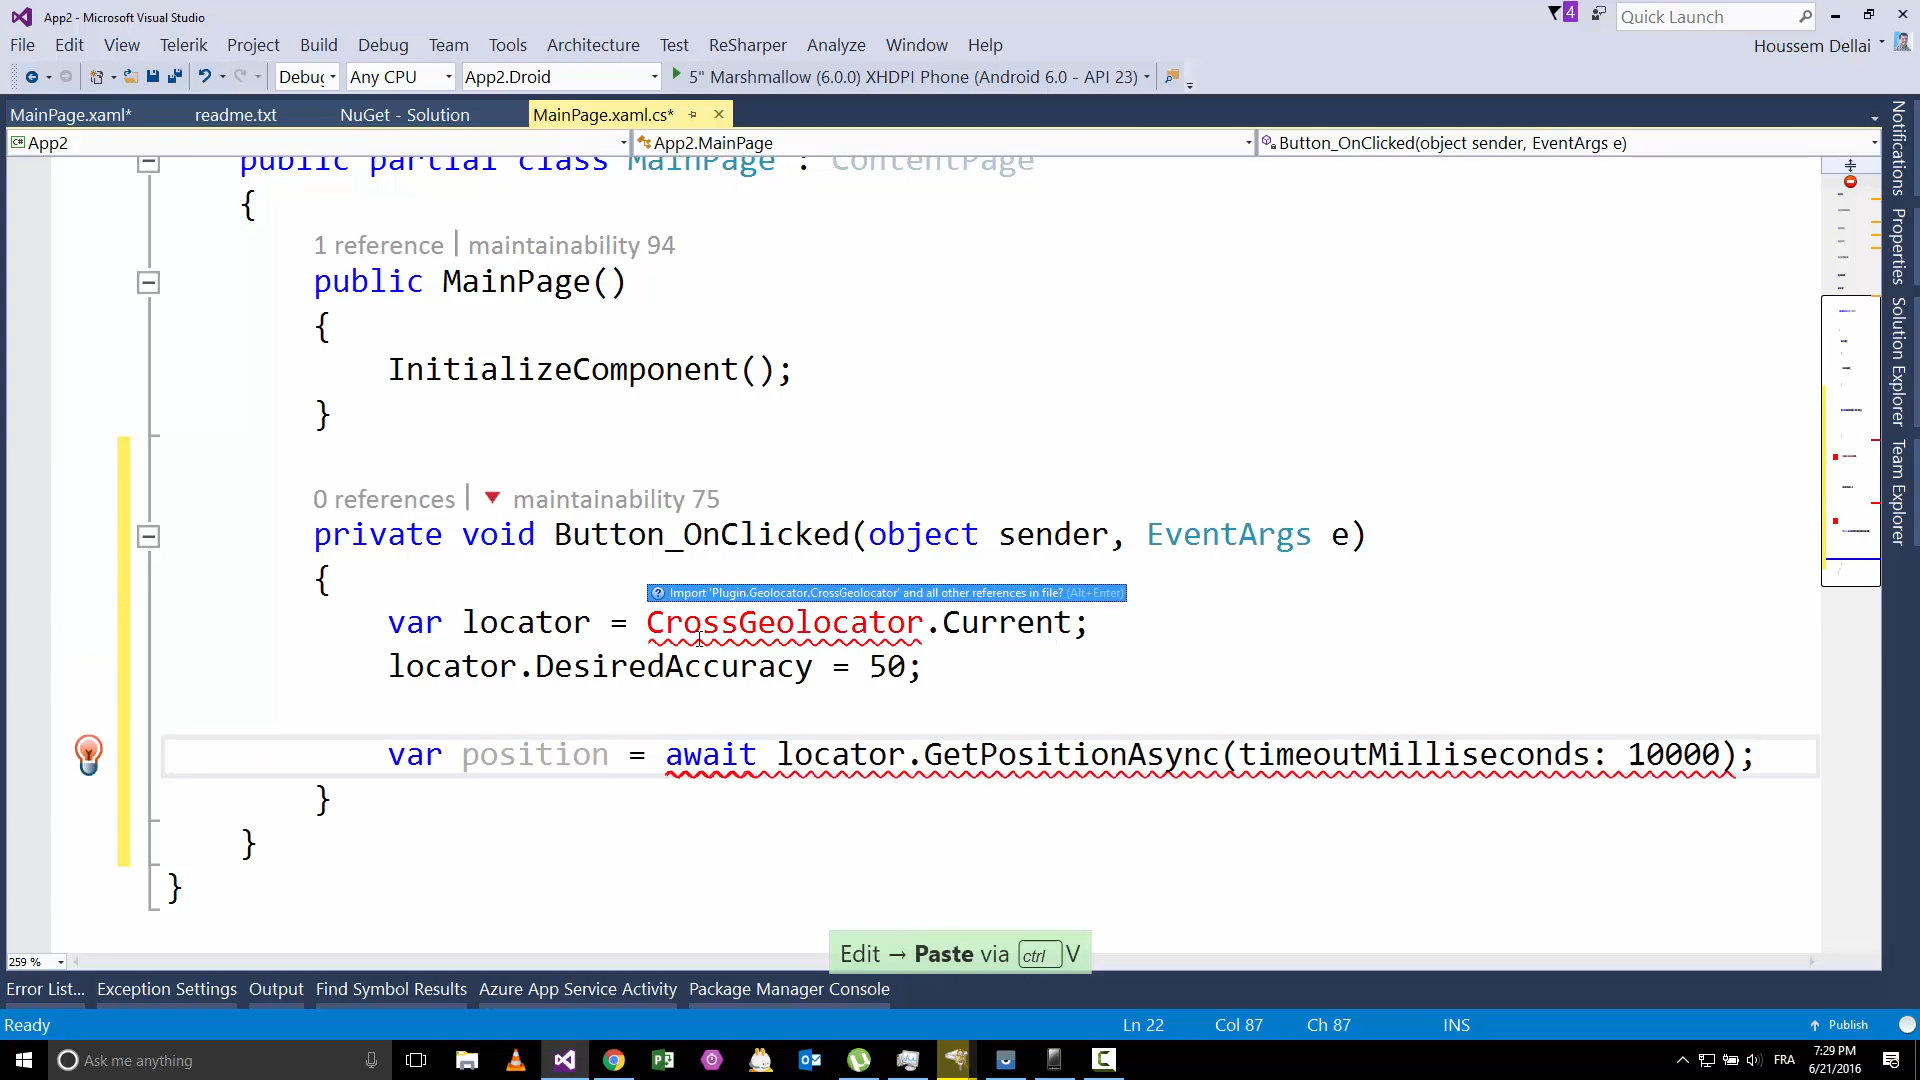 App2 - Microsoft Visual Studio
4
Quick Launch
File Edit View Telerik Project Build Debug Team Tools Architecture Test ReSharper Analyze Window Help
Houssem Dellai
Debug Any CPU App2.Droid 5" Marshmallow (6.0.0) XHDPI Phone (Android 6.0 - API 23)
MainPage.xaml* readme.txt NuGet - Solution MainPage.xaml.cs*
App2 App2.MainPage Button_OnClicked(object sender, EventArgs e)
public partial class MainPage : ContentPage
{
1 reference | maintainability 94
public MainPage()
{
InitializeComponent();
}
0 references | maintainability 75
private void Button_OnClicked(object sender, EventArgs e)
{
Import 'Plugin.Geolocator.CrossGeolocator' and all other references in file? (Alt+Enter)
var locator = CrossGeolocator.Current;
locator.DesiredAccuracy = 50;
var position = await locator.GetPositionAsync(timeoutMilliseconds: 10000);
}
}
}
Edit → Paste via ctrl V
259 %
Notifications
Properties
Solution Explorer
Team Explorer
Error List... Exception Settings Output Find Symbol Results Azure App Service Activity Package Manager Console
Ready Ln 22 Col 87 Ch 87 INS Publish
Ask me anything
FRA
7:29 PM
6/21/2016